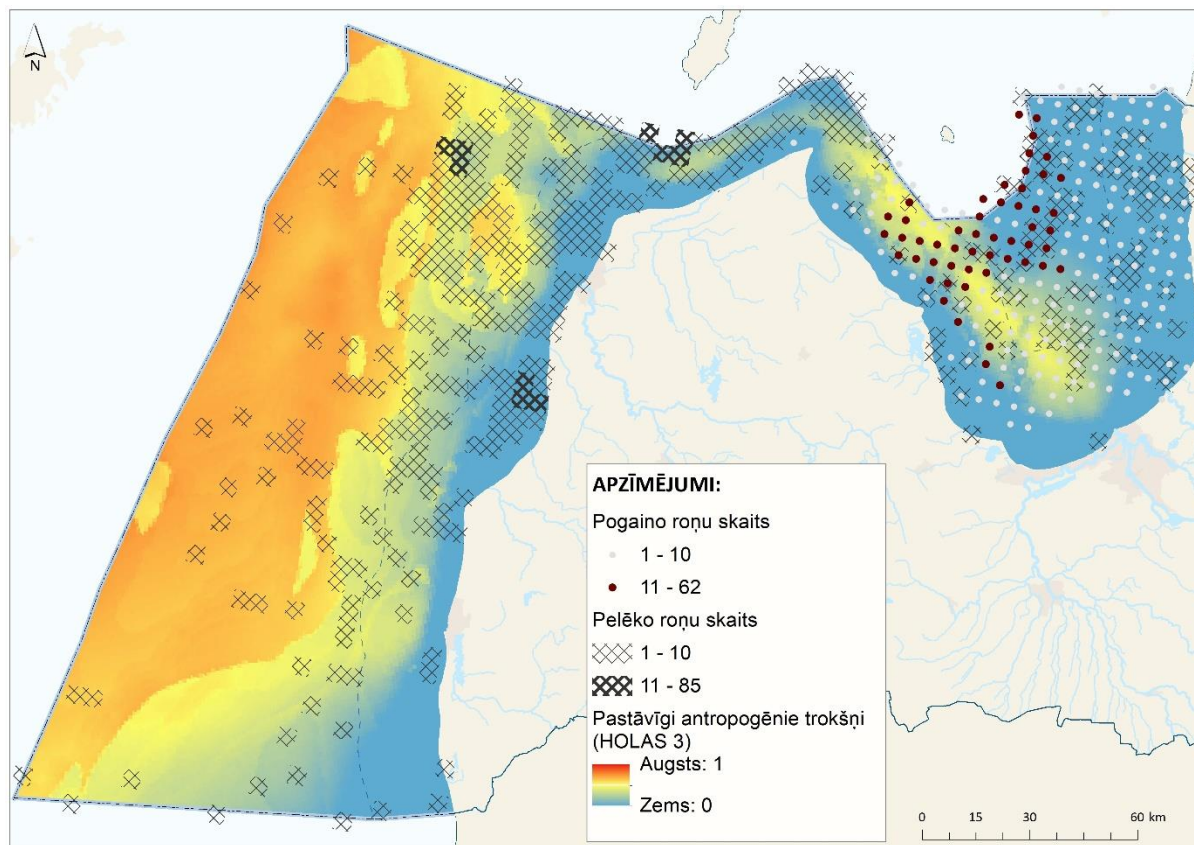 N
APZĪMĒJUMI:
Pogaino roņu skaits
1 - 10
11 - 62
Pelēko roņu skaits
1 - 10
11 - 85
Pastāvīgi antropogēnie trokšņi
(HOLAS 3)
Augsts: 1
Zems: 0
0 15 30 60 km